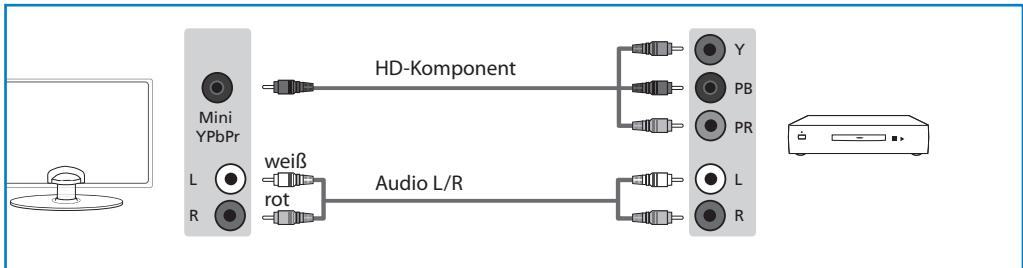 HD-Komponent
Mini
YPbPr
L
R
weiß
rot
Audio L/R
Y
PB
PR
L
R